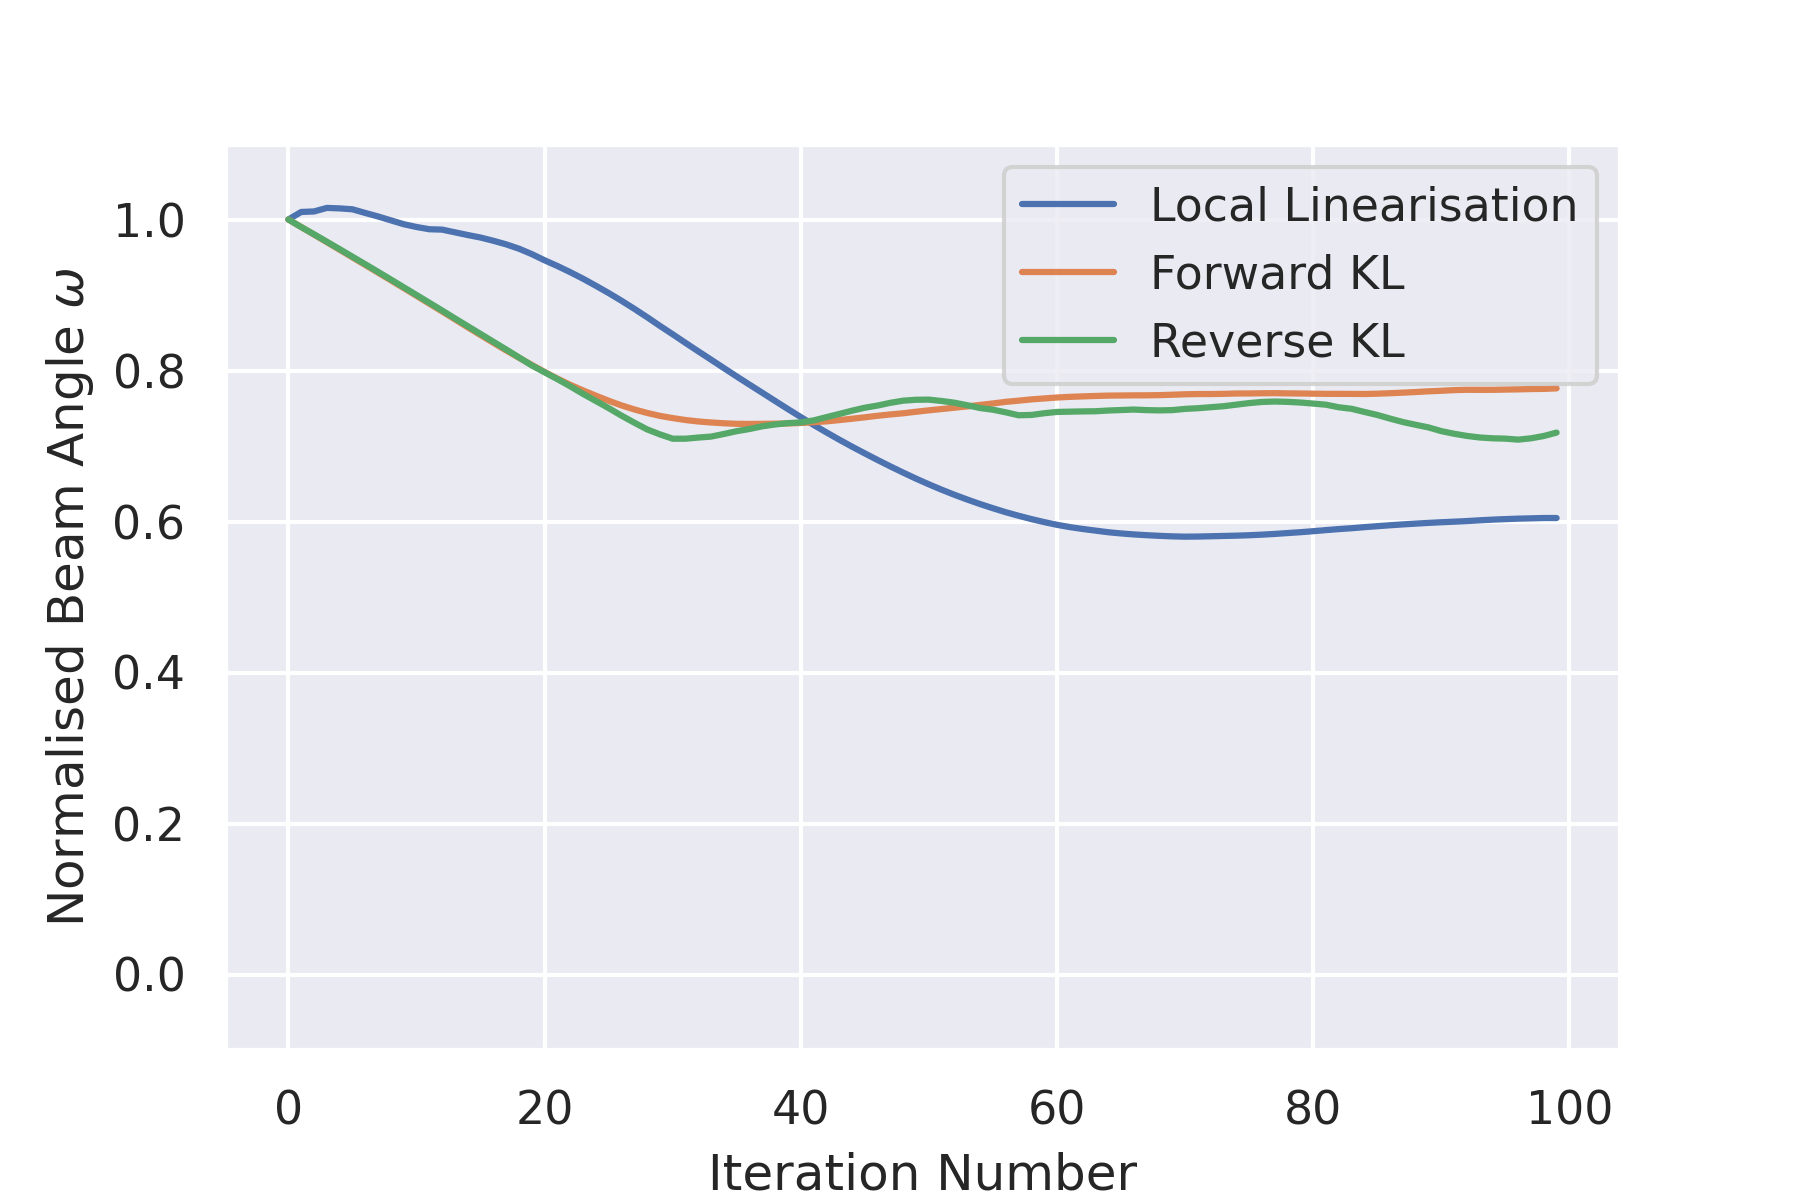 Local Linearisation
Forward KL
Reverse KL
Normalised Beam Angle ω
1.0
0.8
0.6
0.4
0.2
0.0
0 20 40 60 80 100
Iteration Number